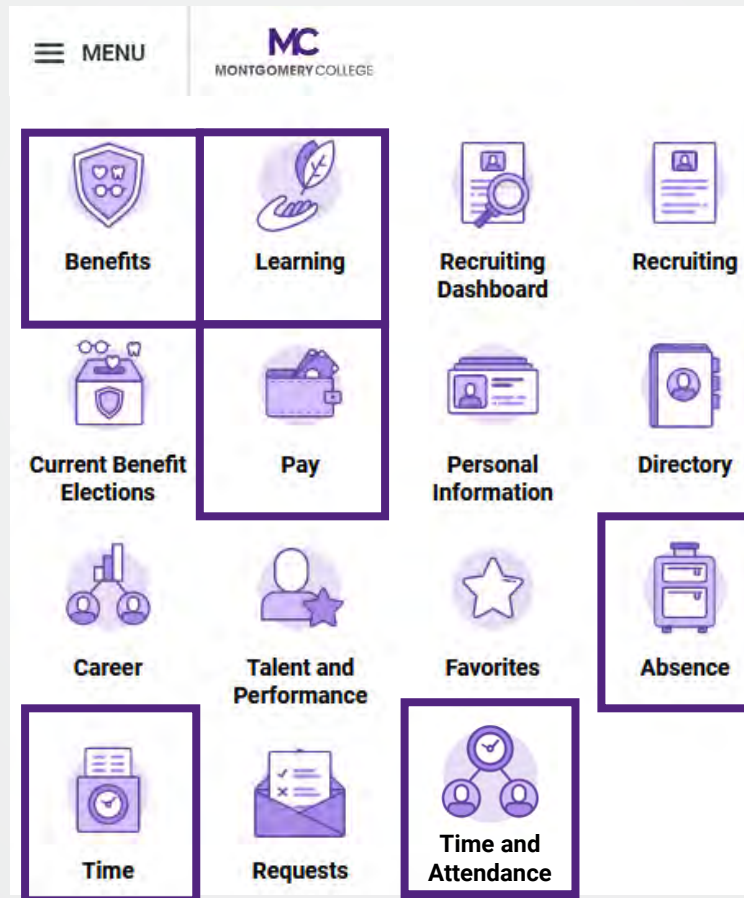 MENU
MC
MONTGOMERY COLLEGE
Benefits
Learning
Recruiting
Dashboard
Recruiting
Current Benefit
Elections
Pay
Personal
Information
Directory
Career
Talent and
Performance
Favorites
Absence
Time
Requests
Time and
Attendance